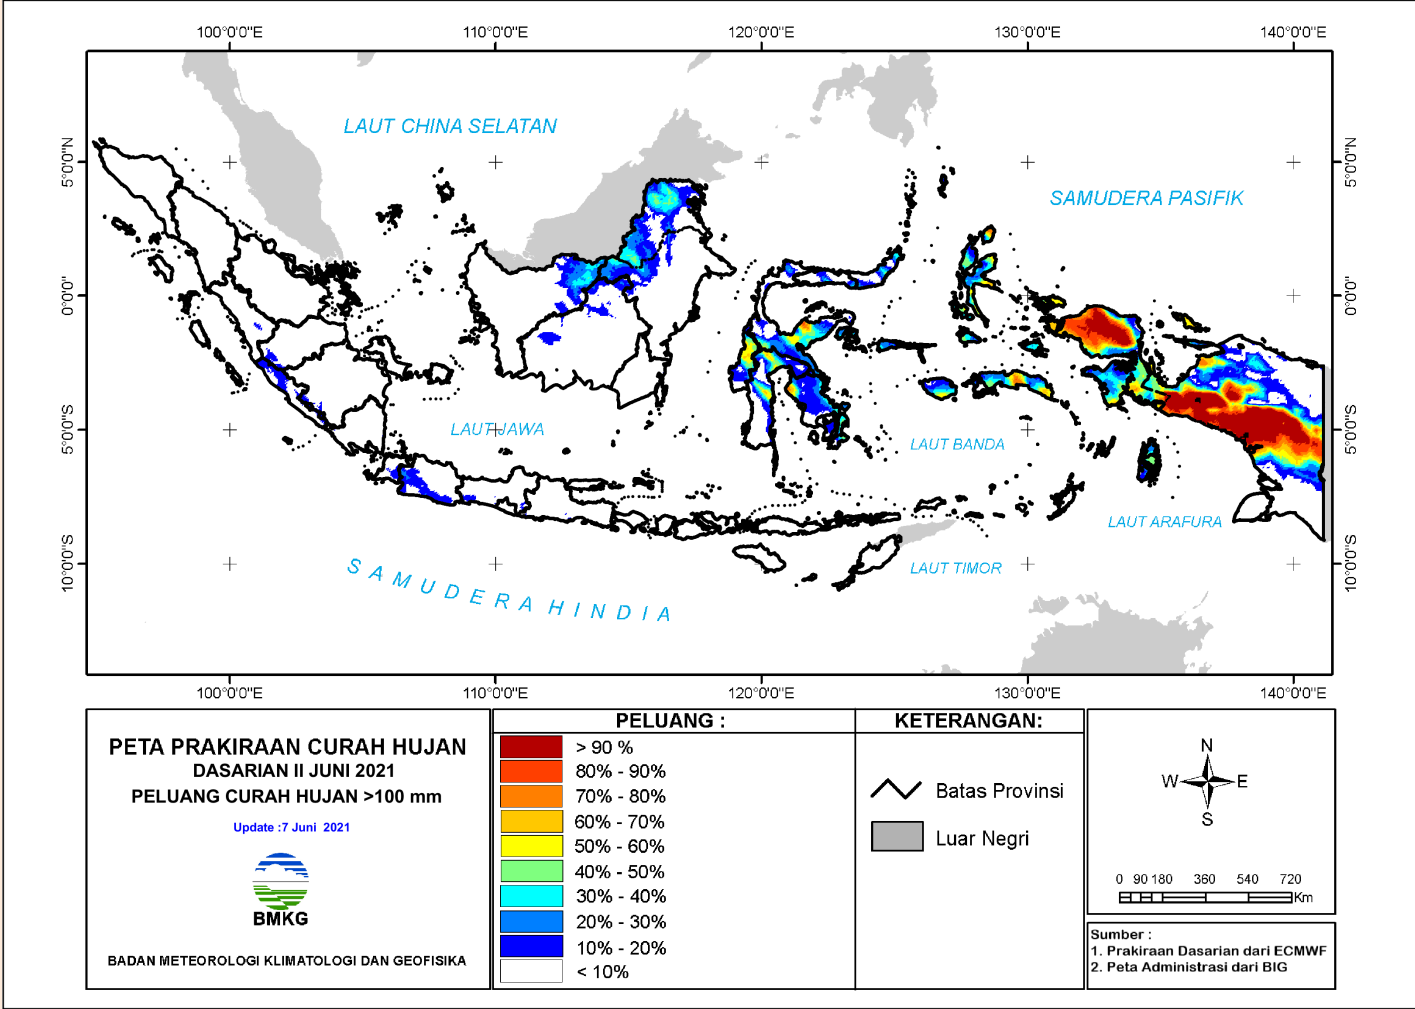 100°0'0"E 110°0'0"E 120°0'0"E 130°0'0"E 140°0'0"E
5°0'0"N
0°0'0"
5°0'0"S
10°0'0"S
5°0'0"N
0°0'0"
5°0'0"S
10°0'0"S
LAUT CHINA SELATAN
SAMUDERA PASIFIK
LAUT JAWA
LAUT BANDA
LAUT ARAFURA
LAUT TIMOR
SAMUDERA HINDIA
100°0'0"E 110°0'0"E 120°0'0"E 130°0'0"E 140°0'0"E
PETA PRAKIRAAN CURAH HUJAN
DASARIAN II JUNI 2021
PELUANG CURAH HUJAN >100 mm
Update :7 Juni 2021
BMKG
BADAN METEOROLOGI KLIMATOLOGI DAN GEOFISIKA
PELUANG :
> 90 %
80% - 90%
70% - 80%
60% - 70%
50% - 60%
40% - 50%
30% - 40%
20% - 30%
10% - 20%
< 10%
KETERANGAN:
Batas Provinsi
Luar Negri
N
W E
S
0 90 180 360 540 720
Km
Sumber :
1. Prakiraan Dasarian dari ECMWF
2. Peta Administrasi dari BIG